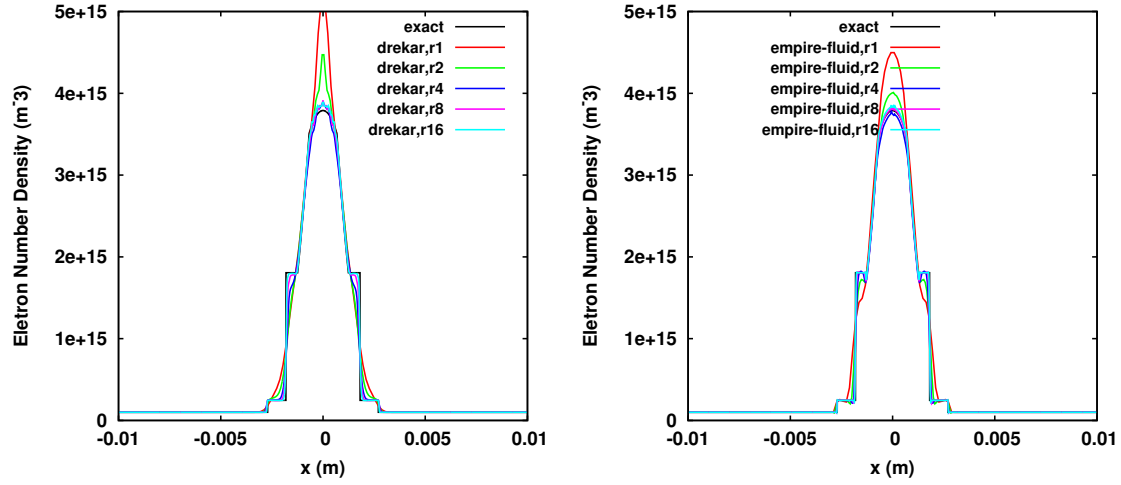 5e+15
4e+15
3e+15
2e+15
1e+15
0
Eletron Number Density (m^-3)
-0.01
-0.005
0
0.005
0.01
x (m)
exact
drekar,r1
drekar,r2
drekar,r4
drekar,r8
drekar,r16
5e+15
4e+15
3e+15
2e+15
1e+15
0
Eletron Number Density (m^-3)
-0.01
-0.005
0
0.005
0.01
x (m)
exact
empire-fluid,r1
empire-fluid,r2
empire-fluid,r4
empire-fluid,r8
empire-fluid,r16